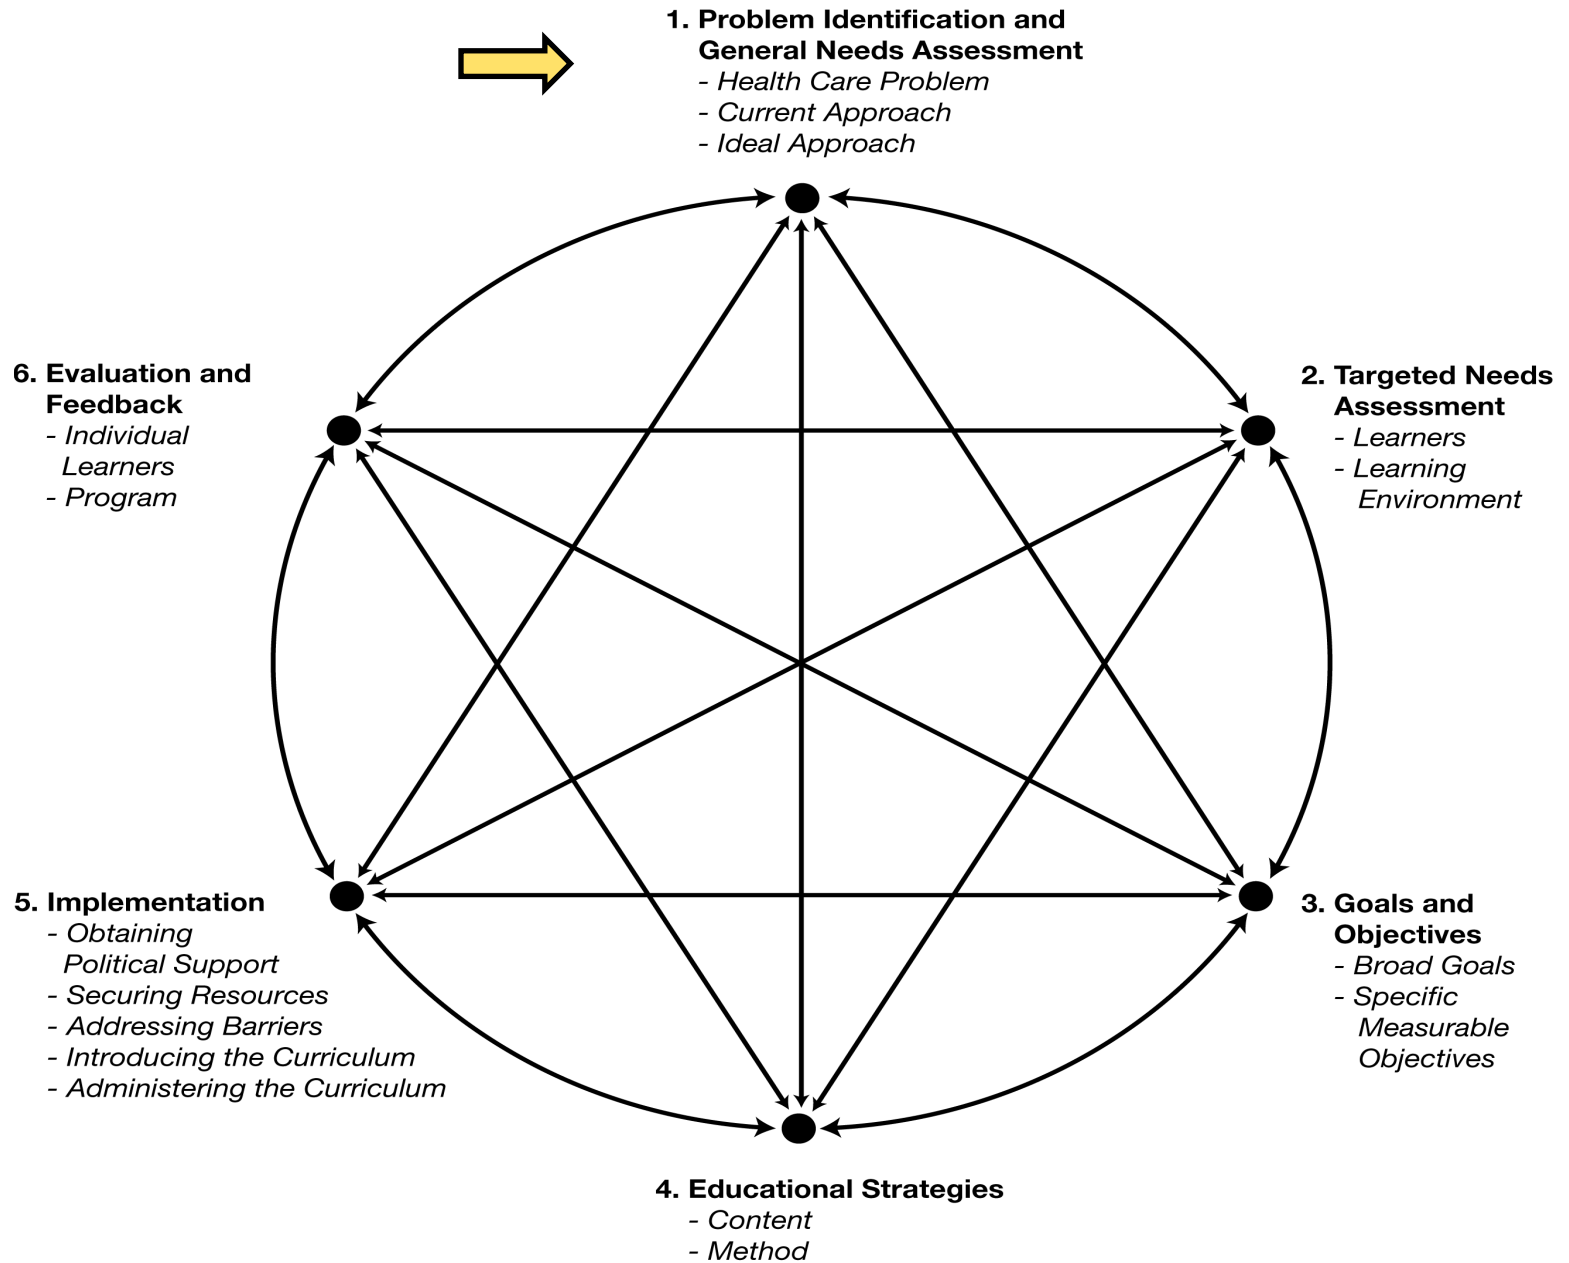 1. Problem Identification and
General Needs Assessment
- Health Care Problem
- Current Approach
- Ideal Approach
2. Targeted Needs
Assessment
- Learners
- Learning
Environment
3. Goals and
Objectives
- Broad Goals
- Specific
Measurable
Objectives
4. Educational Strategies
- Content
- Method
5. Implementation
- Obtaining
Political Support
- Securing Resources
- Addressing Barriers
- Introducing the Curriculum
- Administering the Curriculum
6. Evaluation and
Feedback
- Individual
Learners
- Program